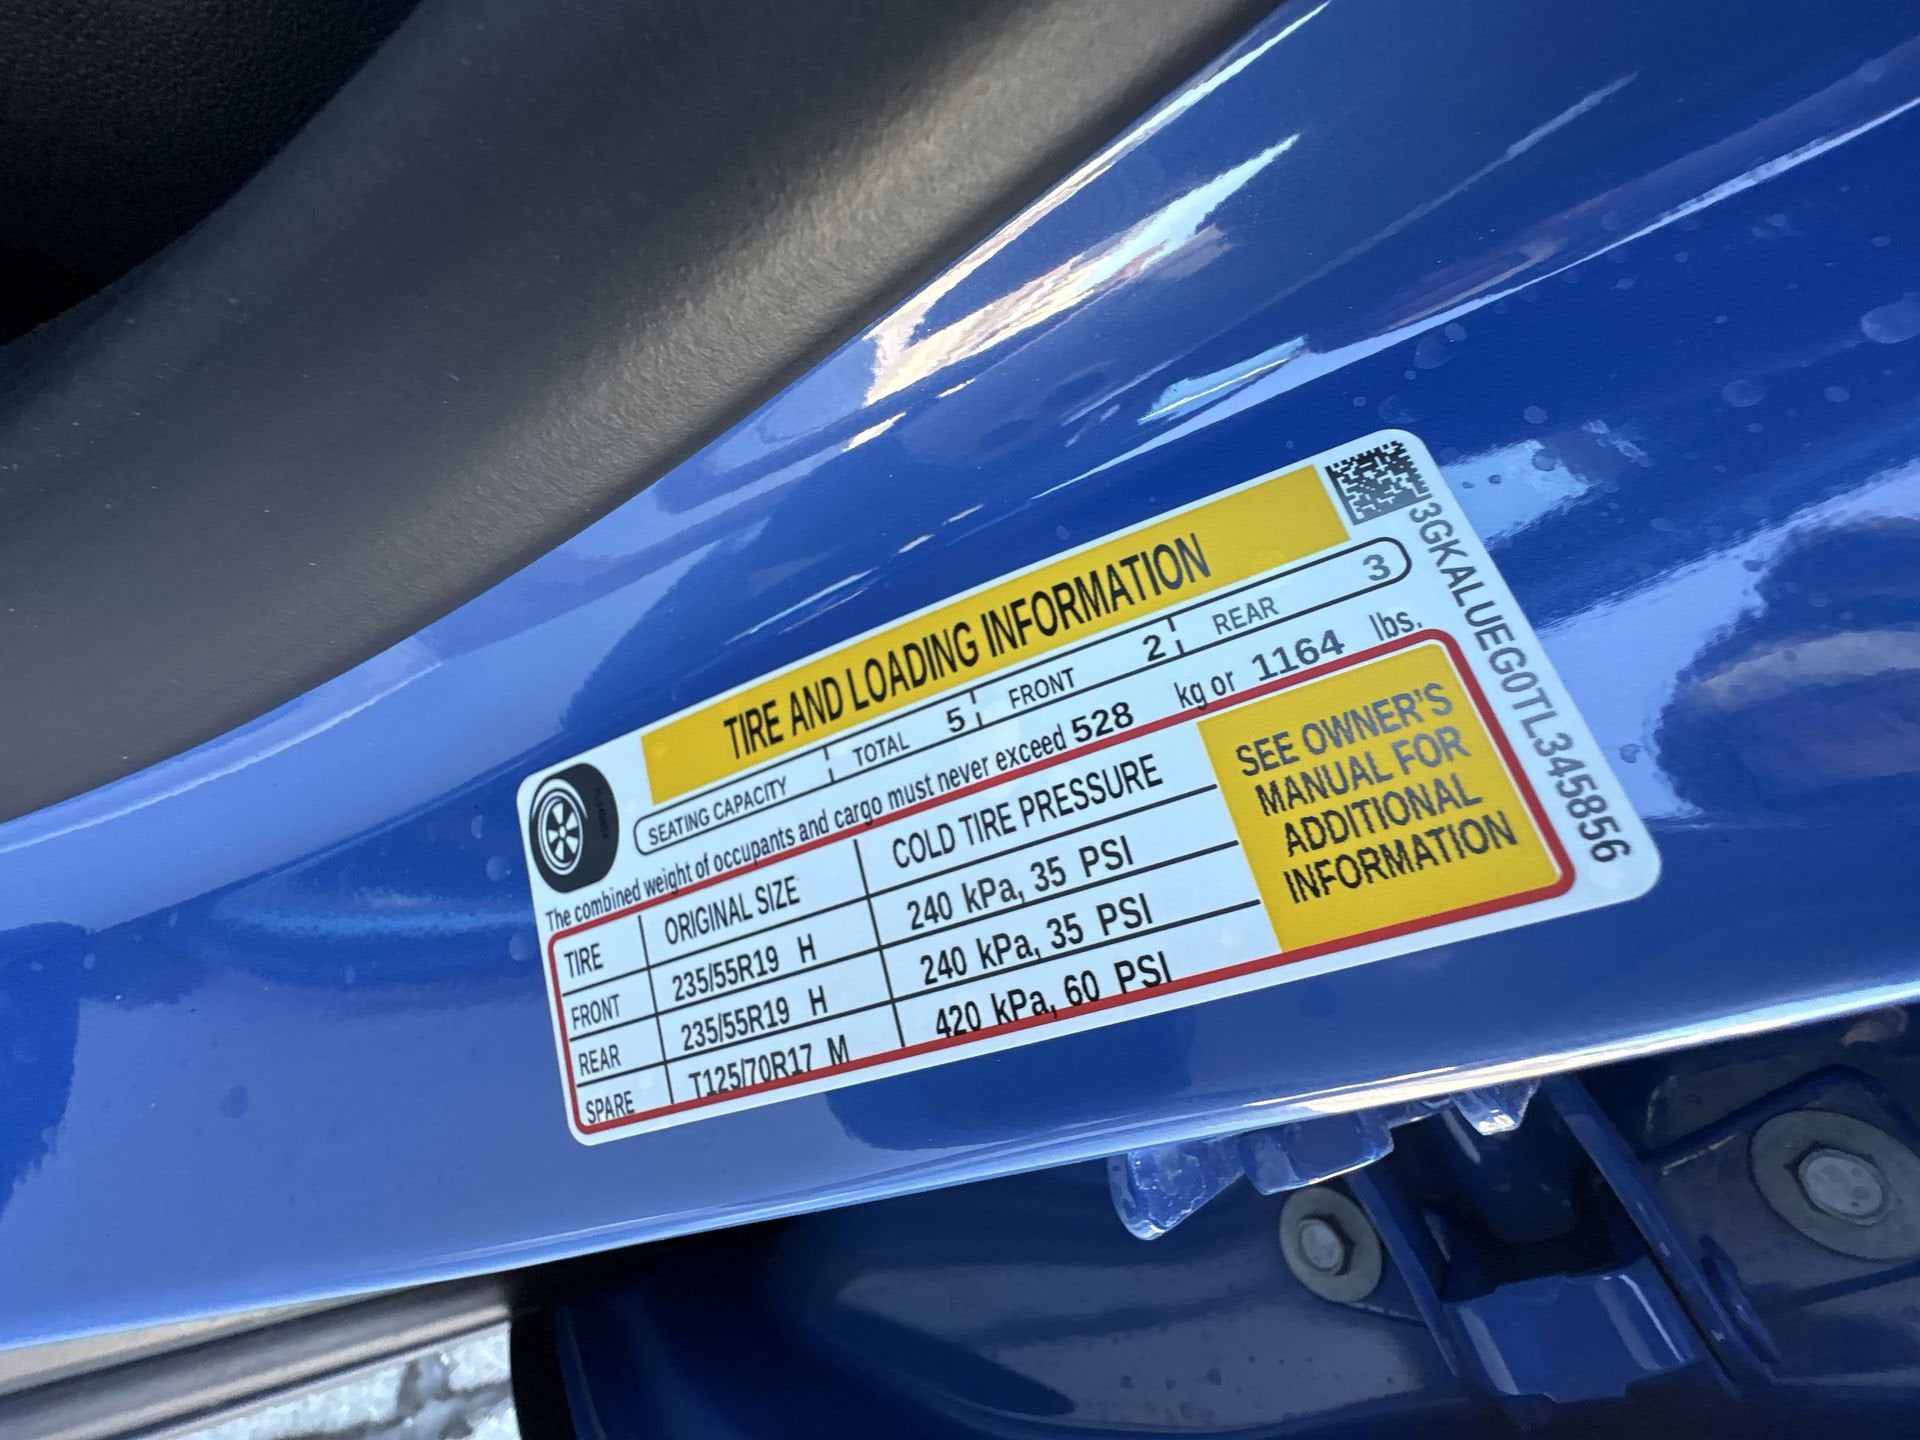 TIRE AND LOADING INFORMATION
SEATING CAPACITY TOTAL 5 FRONT 2 REAR 3
The combined weight of occupants and cargo must never exceed 528 kg or 1164 lbs.
TIRE ORIGINAL SIZE COLD TIRE PRESSURE
FRONT 235/55R19 H 240 kPa, 35 PSI
REAR 235/55R19 H 240 kPa, 35 PSI
SPARE T125/70R17 M 420 kPa, 60 PSI
SEE OWNER'S
MANUAL FOR
ADDITIONAL
INFORMATION
3GKALUEG0TL345856